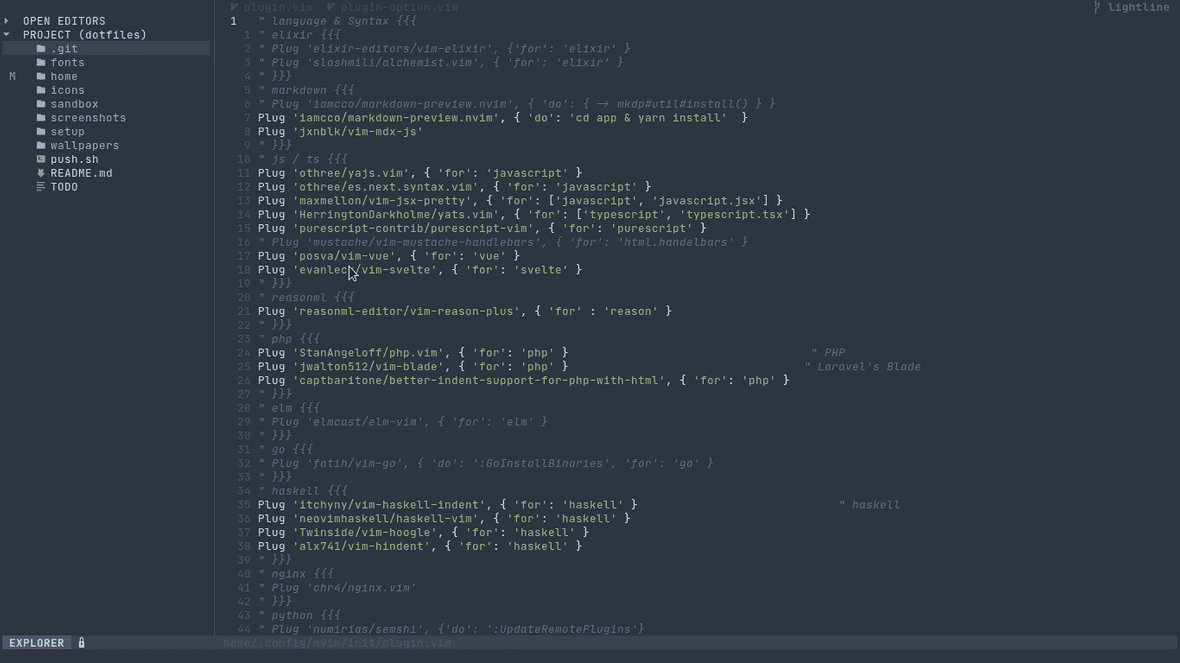 plugin.vim plugin-option.vim lightline
OPEN EDITORS
PROJECT (dotfiles)
.git
fonts
M home
icons
sandbox
screenshots
setup
wallpapers
push.sh
README.md
TODO
1 " language & Syntax {{{
1 " elixir {{{
2 " Plug 'elixir-editors/vim-elixir', {'for': 'elixir' }
3 " Plug 'slashmili/alchemist.vim', { 'for': 'elixir' }
4 " }}}
5 " markdown {{{
6 " Plug 'iamcco/markdown-preview.nvim', { 'do': { -> mkdp#util#install() } }
7 Plug 'iamcco/markdown-preview.nvim', { 'do': 'cd app & yarn install'  }
8 Plug 'jxnblk/vim-mdx-js'
9 " }}}
10 " js / ts {{{
11 Plug 'othree/yajs.vim', { 'for': 'javascript' }
12 Plug 'othree/es.next.syntax.vim', { 'for': 'javascript' }
13 Plug 'maxmellon/vim-jsx-pretty', { 'for': ['javascript', 'javascript.jsx'] }
14 Plug 'HerringtonDarkholme/yats.vim', { 'for': ['typescript', 'typescript.tsx'] }
15 Plug 'purescript-contrib/purescript-vim', { 'for': 'purescript' }
16 " Plug 'mustache/vim-mustache-handlebars', { 'for': 'html.handelbars' }
17 Plug 'posva/vim-vue', { 'for': 'vue' }
18 Plug 'evanlec /vim-svelte', { 'for': 'svelte' }
19 " }}}
20 " reasonml {{{
21 Plug 'reasonml-editor/vim-reason-plus', { 'for' : 'reason' }
22 " }}}
23 " php {{{
24 Plug 'StanAngeloff/php.vim', { 'for': 'php' } " PHP
25 Plug 'jwalton512/vim-blade', { 'for': 'php' } " Laravel's Blade
26 Plug 'captbaritone/better-indent-support-for-php-with-html', { 'for': 'php' }
27 " }}}
28 " elm {{{
29 " Plug 'elmcast/elm-vim', { 'for': 'elm' }
30 " }}}
31 " go {{{
32 " Plug 'fatih/vim-go', { 'do': ':GoInstallBinaries', 'for': 'go' }
33 " }}}
34 " haskell {{{
35 Plug 'itchyny/vim-haskell-indent', { 'for': 'haskell' } " haskell
36 Plug 'neovimhaskell/haskell-vim', { 'for': 'haskell' }
37 Plug 'Twinside/vim-hoogle', { 'for': 'haskell' }
38 Plug 'alx741/vim-hindent', { 'for': 'haskell' }
39 " }}}
40 " nginx {{{
41 " Plug 'chr4/nginx.vim'
42 " }}}
43 " python {{{
44 " Plug 'numirias/semshi', {'do': ':UpdateRemotePlugins'}
EXPLORER home/.config/nvim/init/plugin.vim